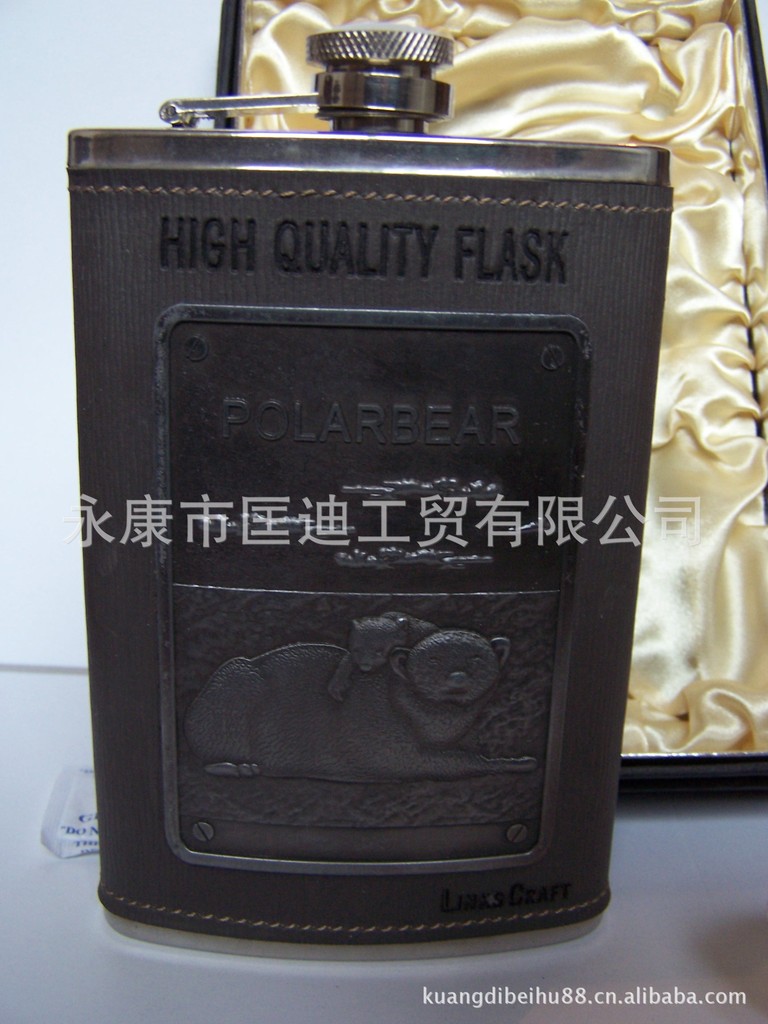 HIGH QUALITY FLASK
POLARBEAR
永康市匡迪工贸有限公司
LINKS CRAFT
kuangdibeihu88.cn.alibaba.com